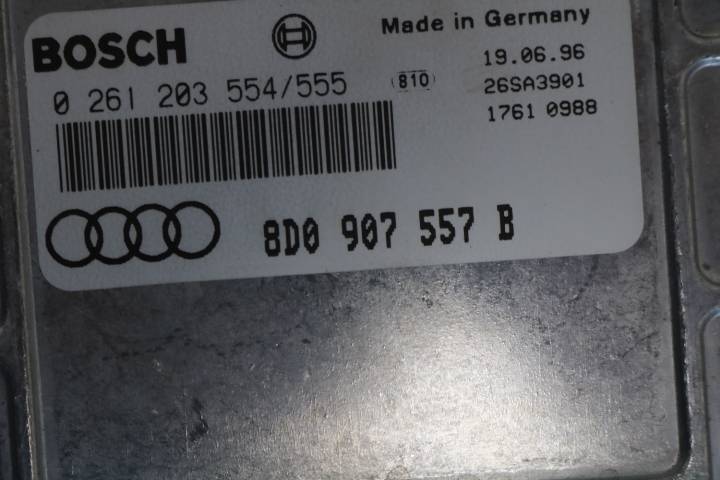 BOSCH
Made in Germany
0 261 203 554/555
810
19.06.96
26SA3901
1761 0988
8D0 907 557 B